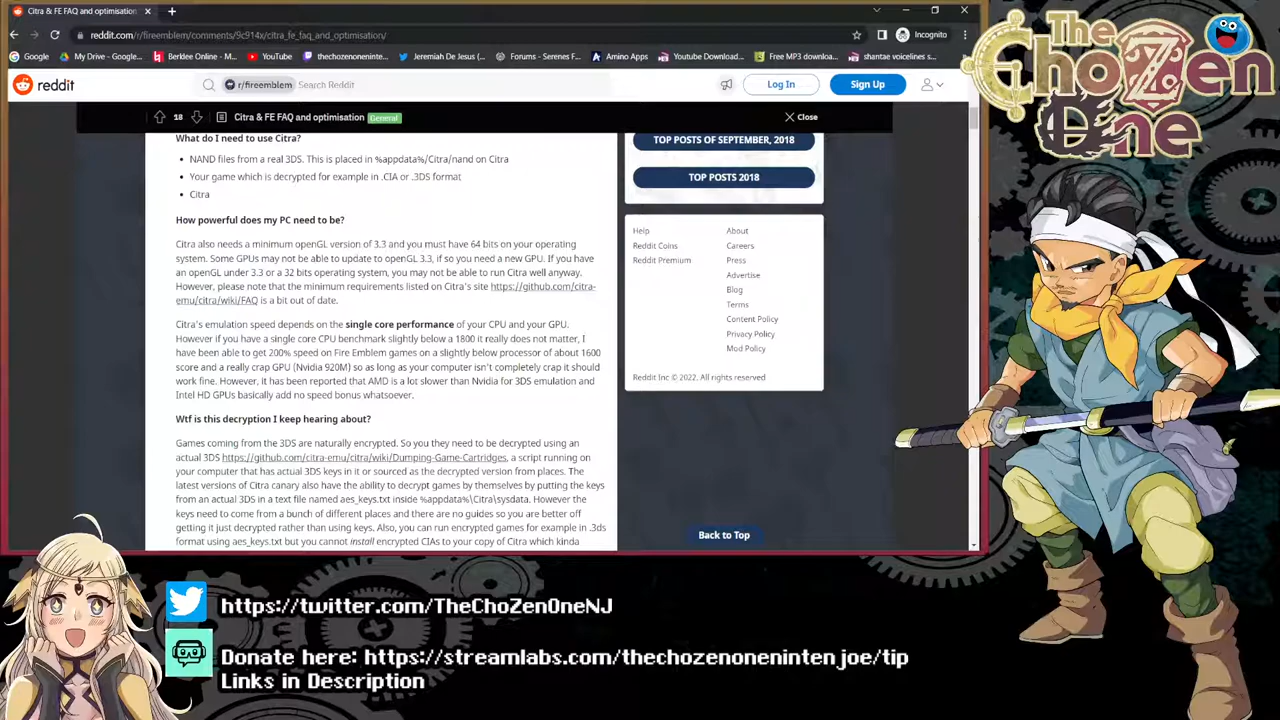 Citra & FE FAQ and optimisation
reddit.com/r/fireemblem/comments/9c914x/citra_fe_faq_and_optimisation/
Incognito
Google
My Drive - Google...
Berklee Online - M...
YouTube
thechozenoneninten...
Jeremiah De Jesus (...
Forums - Serenes F...
Amino Apps
Youtube Download...
Free MP3 downloa...
shantae voicelines s...
reddit
r/fireemblem
Search Reddit
Log In
Sign Up
18
Citra & FE FAQ and optimisation
General
Close
What do I need to use Citra?
• NAND files from a real 3DS. This is placed in %appdata%/Citra/nand on Citra
• Your game which is decrypted for example in .CIA or .3DS format
• Citra
How powerful does my PC need to be?
Citra also needs a minimum openGL version of 3.3 and you must have 64 bits on your operating
system. Some GPUs may not be able to update to openGL 3.3, if so you need a new GPU. If you have
an openGL under 3.3 or a 32 bits operating system, you may not be able to run Citra well anyway.
However, please note that the minimum requirements listed on Citra's site https://github.com/citra-
emu/citra/wiki/FAQ is a bit out of date.
Citra's emulation speed depends on the single core performance of your CPU and your GPU.
However if you have a single core CPU benchmark slightly below a 1800 it really does not matter, I
have been able to get 200% speed on Fire Emblem games on a slightly below processor of about 1600
score and a really crap GPU (Nvidia 920M) so as long as your computer isn't completely crap it should
work fine. However, it has been reported that AMD is a lot slower than Nvidia for 3DS emulation and
Intel HD GPUs basically add no speed bonus whatsoever.
Wtf is this decryption I keep hearing about?
Games coming from the 3DS are naturally encrypted. So you they need to be decrypted using an
actual 3DS https://github.com/citra-emu/citra/wiki/Dumping-Game-Cartridges, a script running on
your computer that has actual 3DS keys in it or sourced as the decrypted version from places. The
latest versions of Citra canary also have the ability to decrypt games by themselves by putting the keys
from an actual 3DS in a text file named aes_keys.txt inside %appdata%\Citra\sysdata. However the
keys need to come from a bunch of different places and there are no guides so you are better off
getting it just decrypted rather than using keys. Also, you can run encrypted games for example in .3ds
format using aes_keys.txt but you cannot install encrypted CIAs to your copy of Citra which kinda
TOP POSTS OF SEPTEMBER, 2018
TOP POSTS 2018
Help
Reddit Coins
Reddit Premium
About
Careers
Press
Advertise
Blog
Terms
Content Policy
Privacy Policy
Mod Policy
Reddit Inc © 2022. All rights reserved
Back to Top
The
ChoZen
One
https://twitter.com/TheChoZenOneNJ
Donate here: https://streamlabs.com/thechozenonenintenjoe/tip
Links in Description